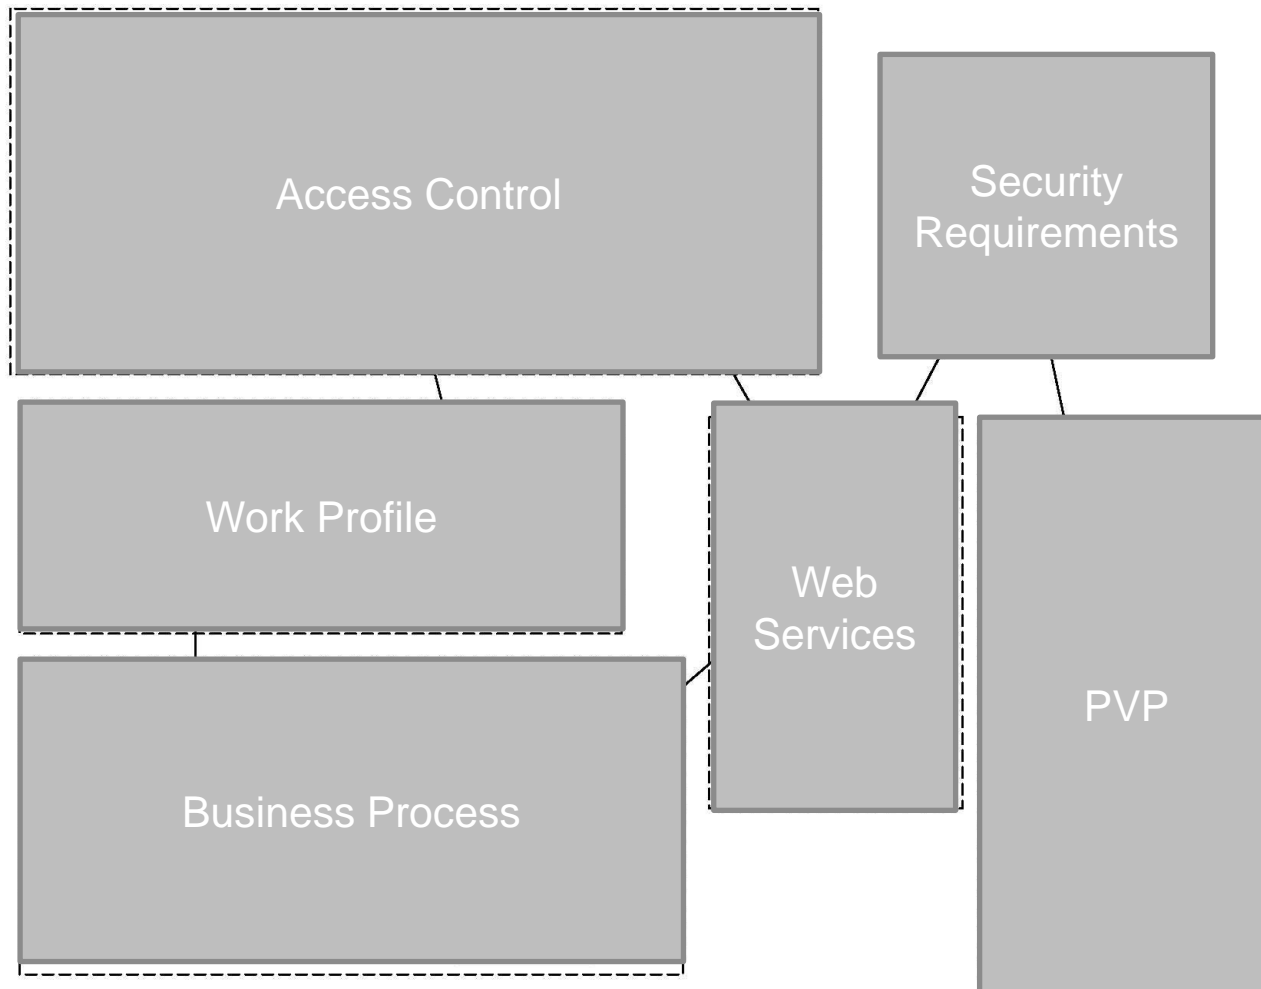 Access Control
Security
Requirements
Work Profile
Web
Services
Business Process
PVP